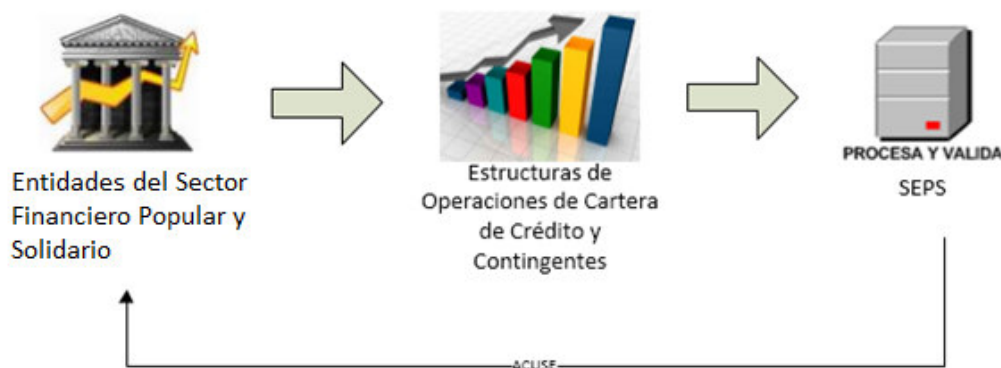 Entidades del Sector
Financiero Popular y
Solidario
Estructuras de
Operaciones de Cartera
de Crédito y
Contingentes
PROCESA Y VALIDA
SEPS
ACUSE